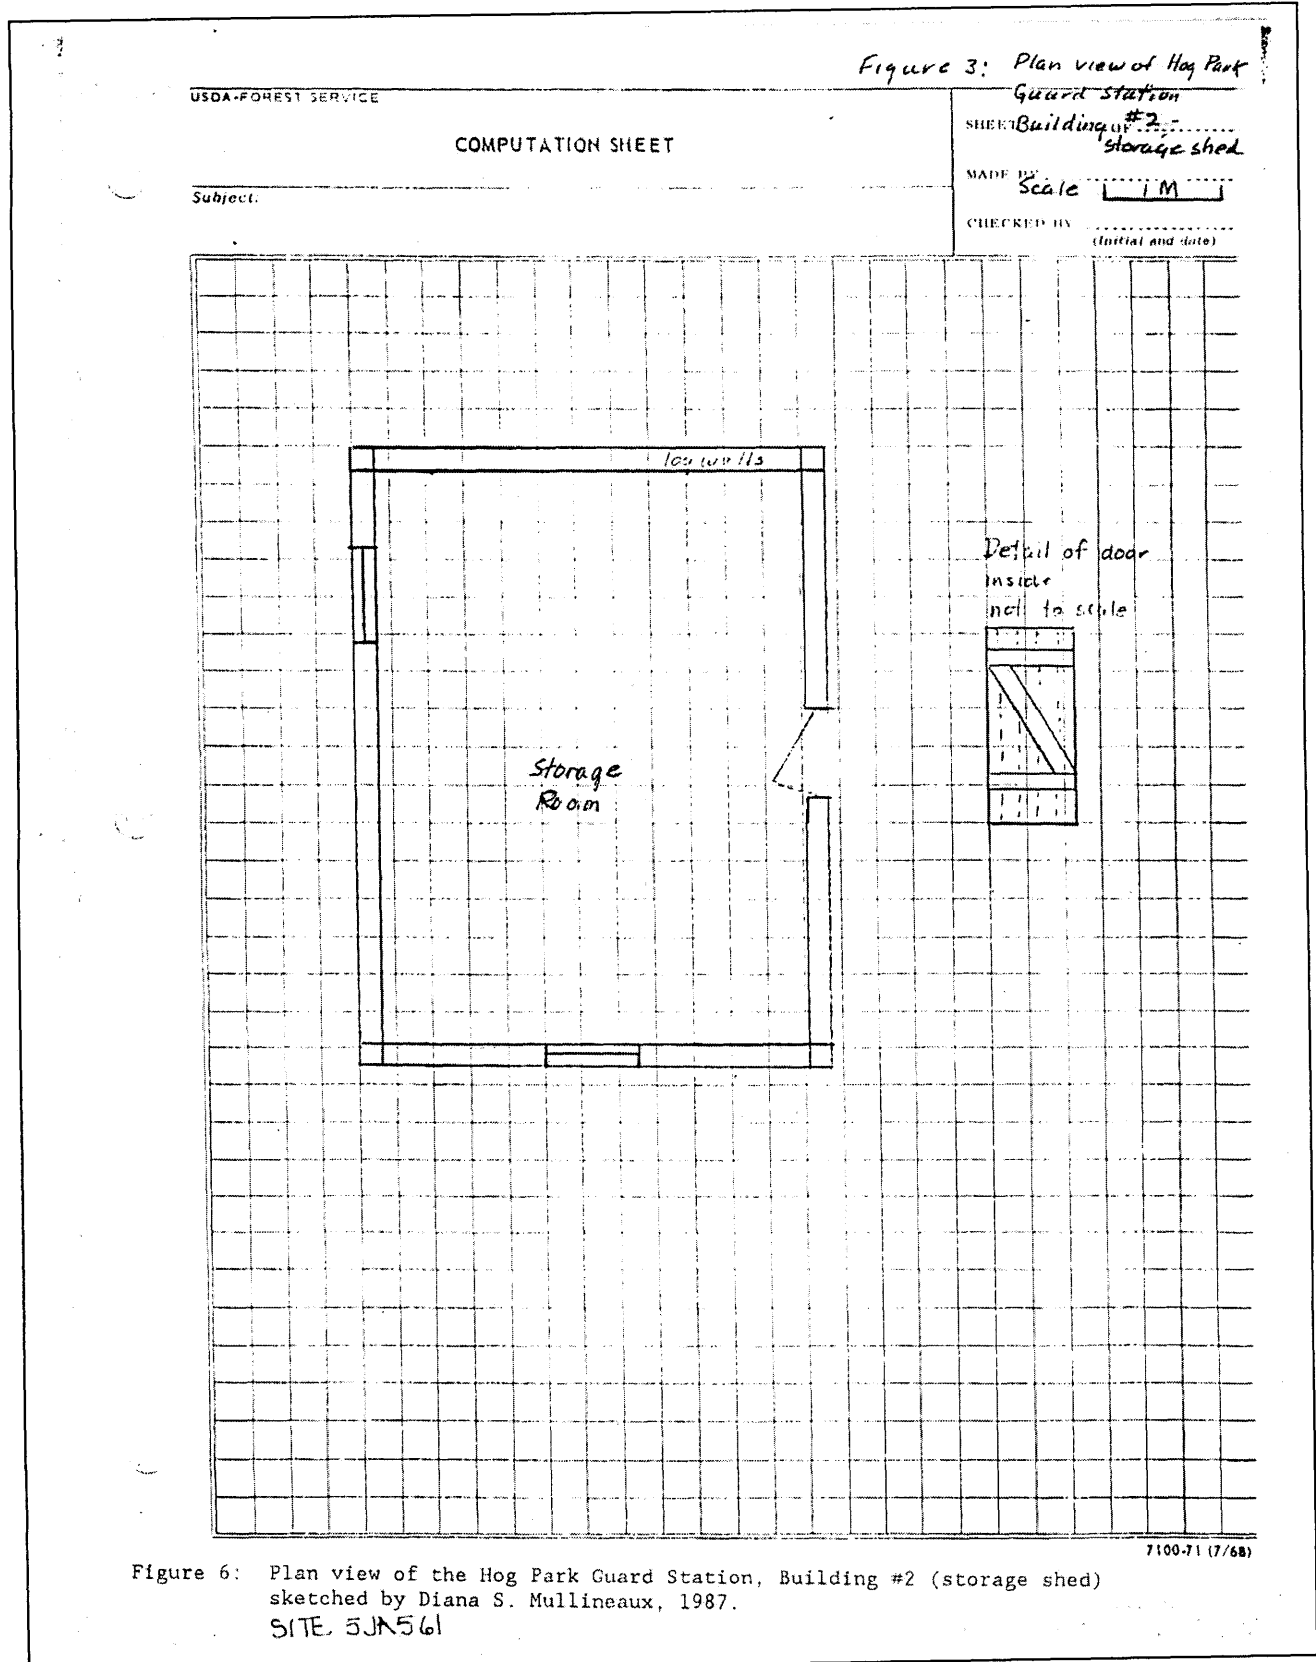 Figure 3: Plan view of Hog Park
Guard Station
USDA-FOREST SERVICE
COMPUTATION SHEET
SHEET Building OF #2 -
storage shed
MADE BY
Scale 1 M
Subject:
CHECKED BY
(Initial and date)
log walls
Detail of door
inside
not to scale
Storage
Room
7100-71 (7/68)
Figure 6: Plan view of the Hog Park Guard Station, Building #2 (storage shed)
sketched by Diana S. Mullineaux, 1987.
SITE 5JA561